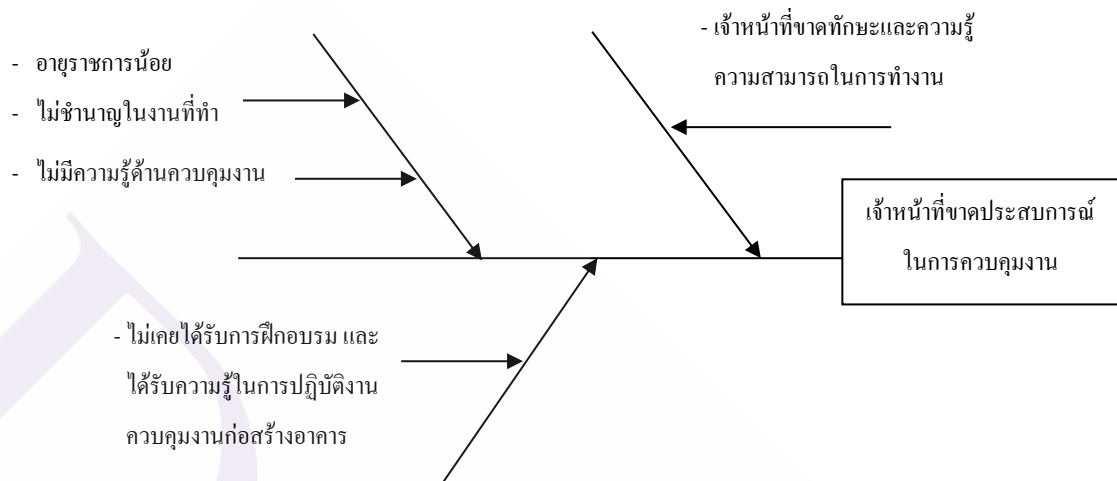 - อายุราชการน้อย
- ไม่ชำนาญในงานที่ทำ
- ไม่มีความรู้ด้านควบคุมงาน
- เจ้าหน้าที่ขาดทักษะและความรู้
ความสามารถในการทำงาน
เจ้าหน้าที่ขาดประสบการณ์
ในการควบคุมงาน
- ไม่เคยได้รับการฝึกอบรม และ
ได้รับความรู้ในการปฏิบัติงาน
ควบคุมงานก่อสร้างอาคาร